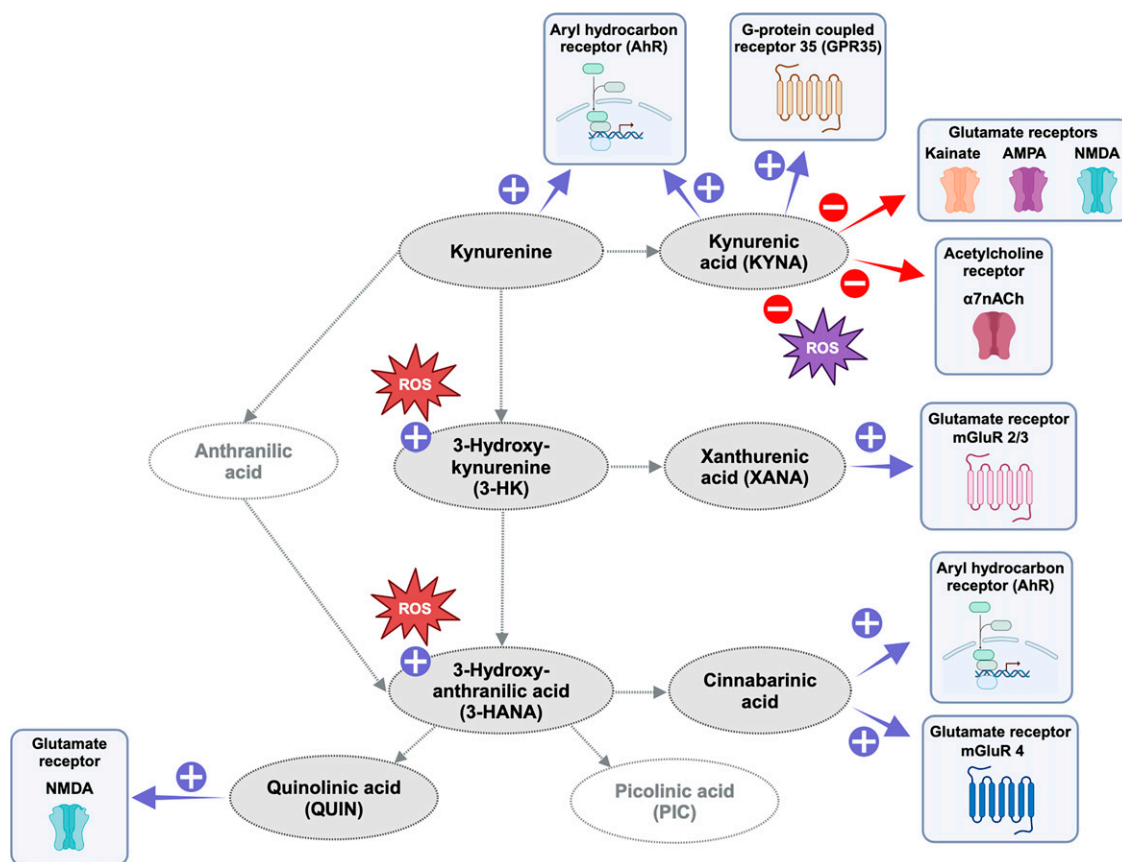 Aryl hydrocarbon
receptor (AhR)
G-protein coupled
receptor 35 (GPR35)
Glutamate receptors
Kainate AMPA NMDA
Kynurenine
Kynurenic
acid (KYNA)
Acetylcholine
receptor
α7nACh
ROS
ROS
Anthranilic
acid
3-Hydroxy-
kynurenine
(3-HK)
Xanthurenic
acid (XANA)
Glutamate receptor
mGluR 2/3
ROS
3-Hydroxy-
anthranilic acid
(3-HANA)
Cinnabarinic
acid
Aryl hydrocarbon
receptor (AhR)
Glutamate receptor
mGluR 4
Glutamate
receptor
NMDA
Quinolinic acid
(QUIN)
Picolinic acid
(PIC)